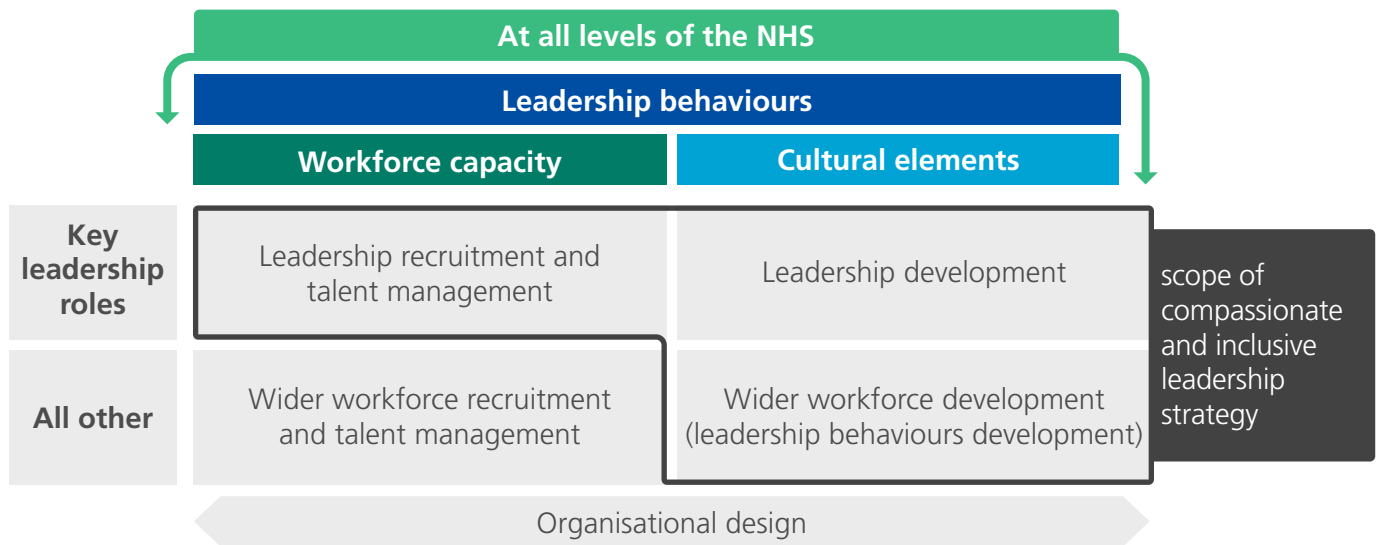 At all levels of the NHS
Leadership behaviours
Workforce capacity
Cultural elements
Key
leadership
roles
Leadership recruitment and
talent management
Leadership development
scope of
compassionate
and inclusive
leadership
strategy
All other
Wider workforce recruitment
and talent management
Wider workforce development
(leadership behaviours development)
Organisational design